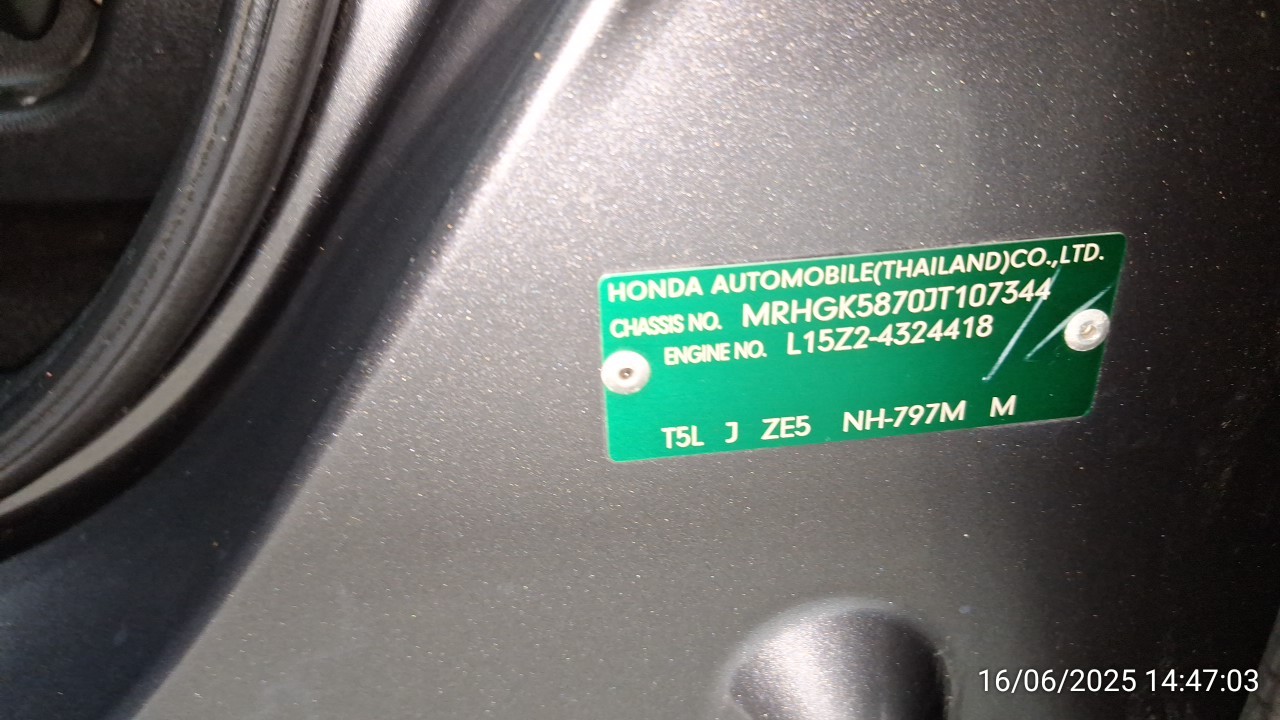 HONDA AUTOMOBILE(THAILAND)CO.,LTD.
CHASSIS NO. MRHGK5870JT107344
ENGINE NO. L15Z2-4324418
T5L J ZE5 NH-797M M
16/06/2025 14:47:03